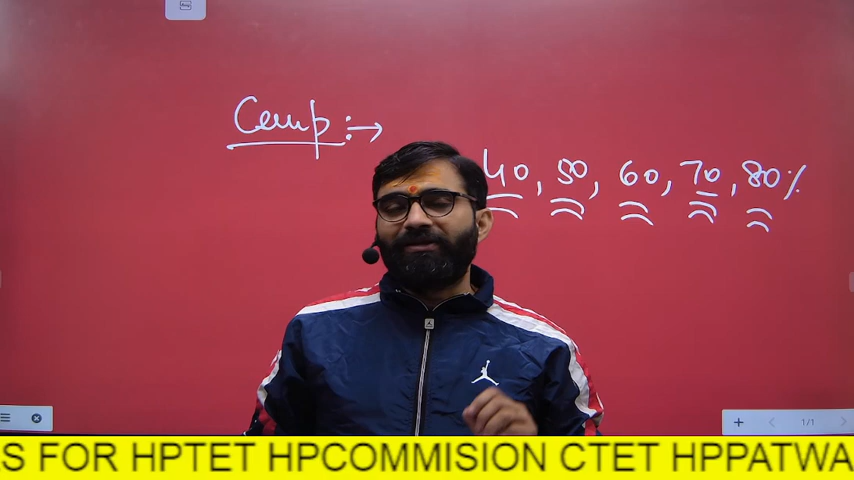 Comp :→
40, 50, 60, 70, 80%
1/1
S FOR HPTET HPCOMMISION CTET HPPATWA